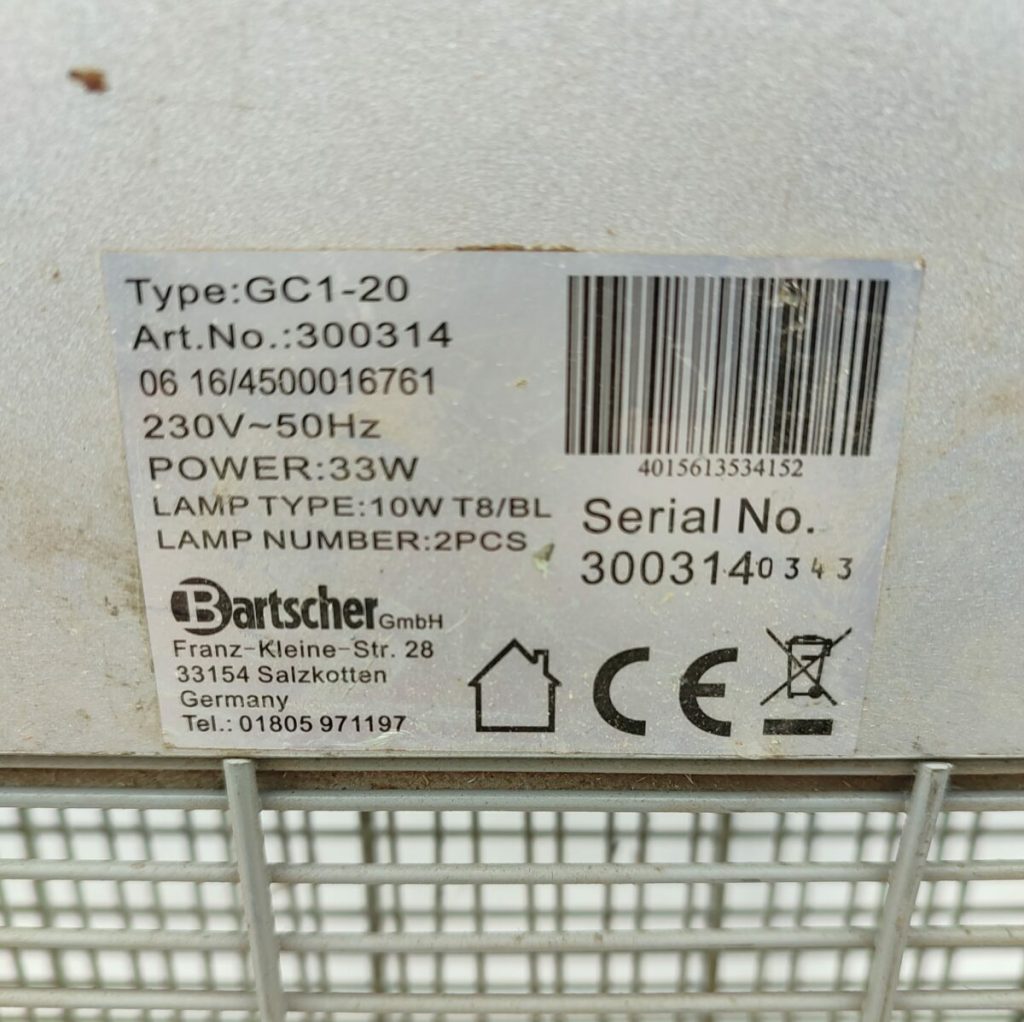 Type:GC1-20
Art.No.:300314
06 16/4500016761
230V~50Hz
POWER:33W
LAMP TYPE:10W T8/BL
LAMP NUMBER:2PCS
Bartscher GmbH
Franz-Kleine-Str. 28
33154 Salzkotten
Germany
Tel.: 01805 971197
4015613534152
Serial No.
3003140343
CE